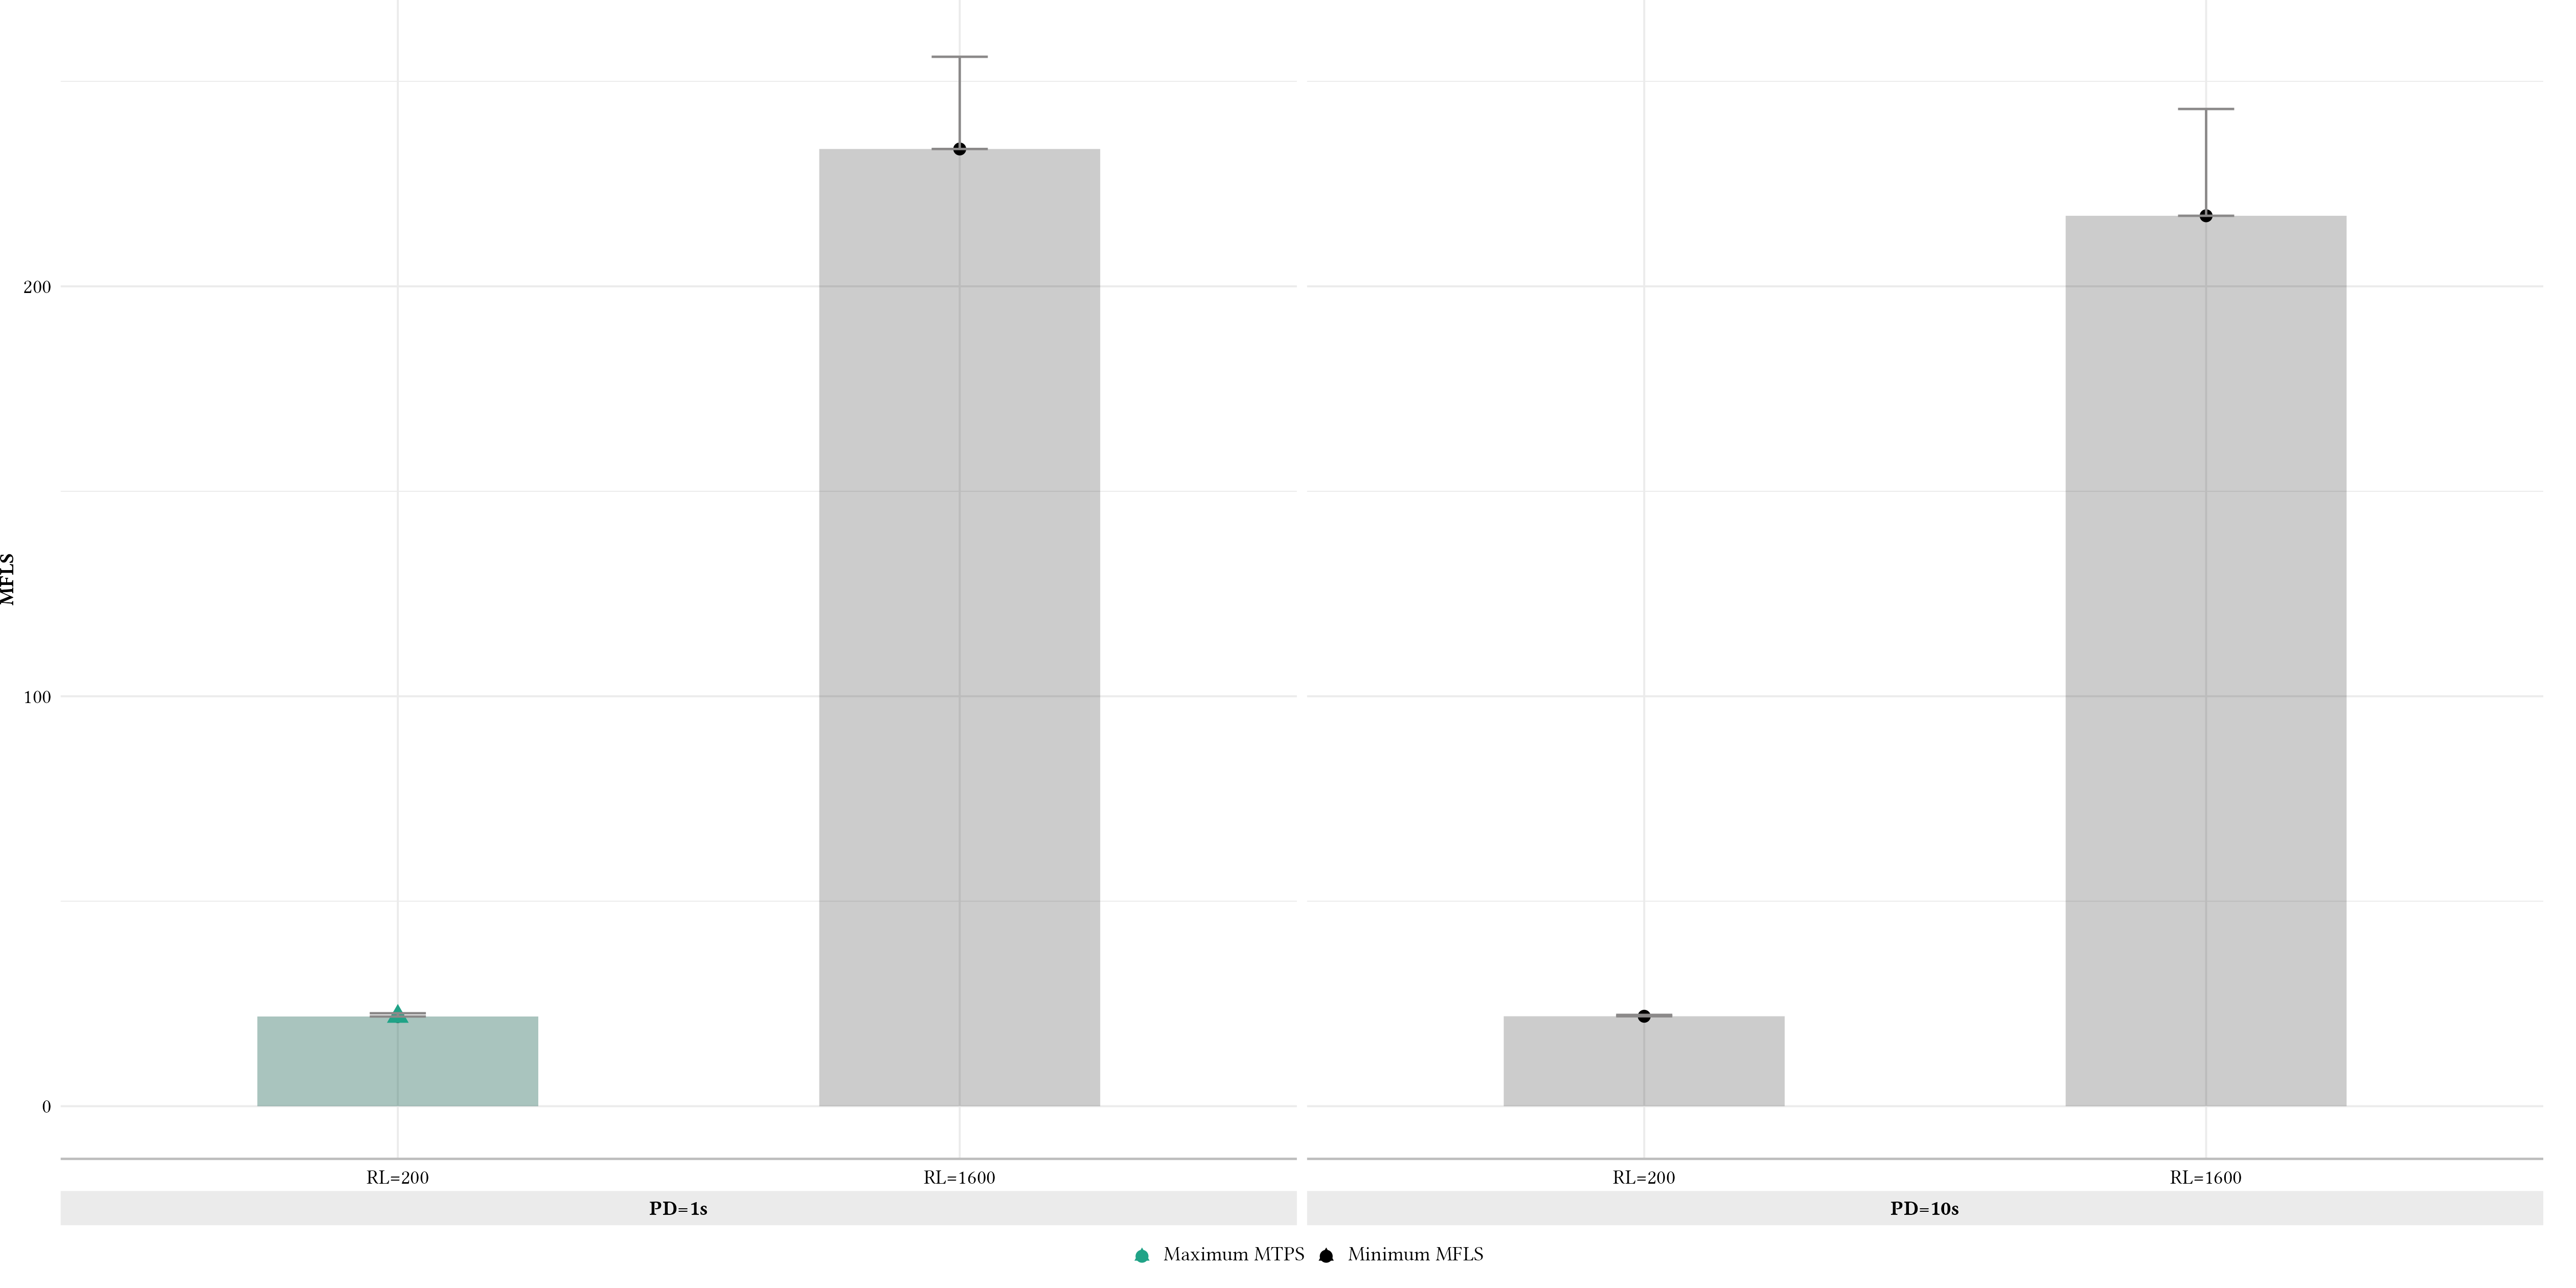 200
MFLS
100
0
RL=200 RL=1600 RL=200 RL=1600
PD=1s PD=10s
Maximum MTPS Minimum MFLS